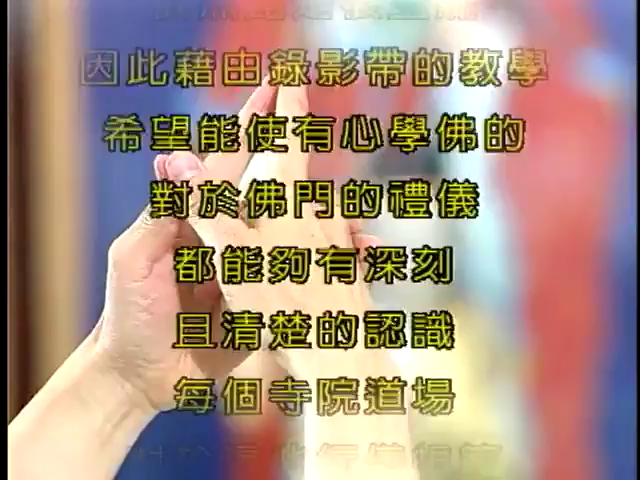 因此藉由錄影帶的教學
希望能使有心學佛的
對於佛門的禮儀
都能夠有深刻
且清楚的認識
每個寺院道場